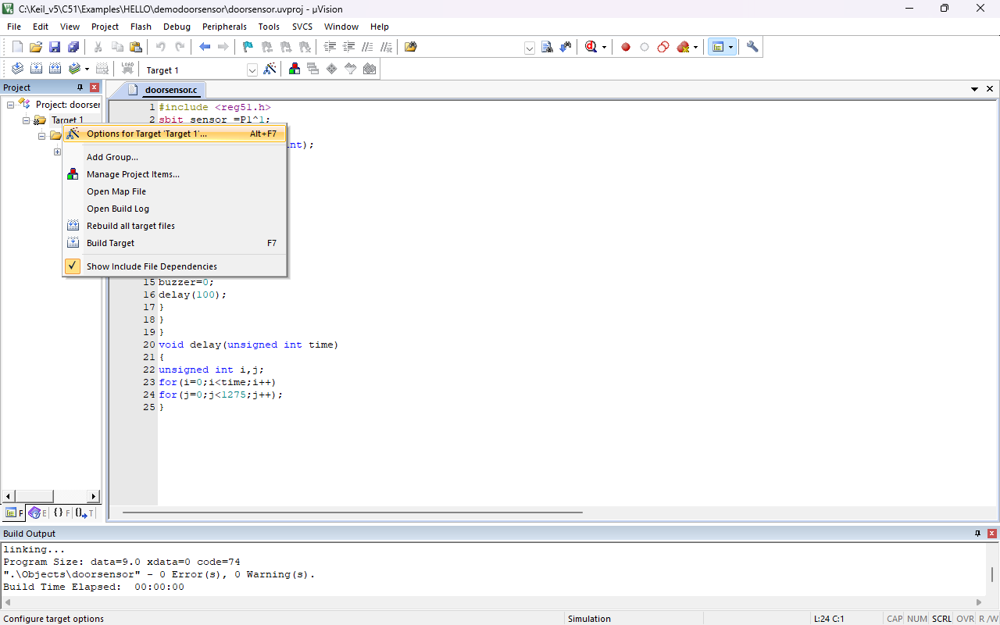 C:\Keil_v5\C51\Examples\HELLO\demodoorsensor\doorsensor.uvproj - µVision
File Edit View Project Flash Debug Peripherals Tools SVCS Window Help
LOAD
Target 1
Project
doorsensor.c
Project: doorser
Target 1
1 #include <reg51.h>
2 sbit sensor =P1^1;
int);
Options for Target 'Target 1'... Alt+F7
Add Group...
Manage Project Items...
Open Map File
Open Build Log
Rebuild all target files
Build Target F7
Show Include File Dependencies
15 buzzer=0;
16 delay(100);
17 }
18 }
19 }
20 void delay(unsigned int time)
21 {
22 unsigned int i,j;
23 for(i=0;i<time;i++)
24 for(j=0;j<1275;j++);
25 }
Build Output
linking...
Program Size: data=9.0 xdata=0 code=74
".\Objects\doorsensor" - 0 Error(s), 0 Warning(s).
Build Time Elapsed:  00:00:00
Configure target options Simulation L:24 C:1 CAP NUM SCRL OVR R /W